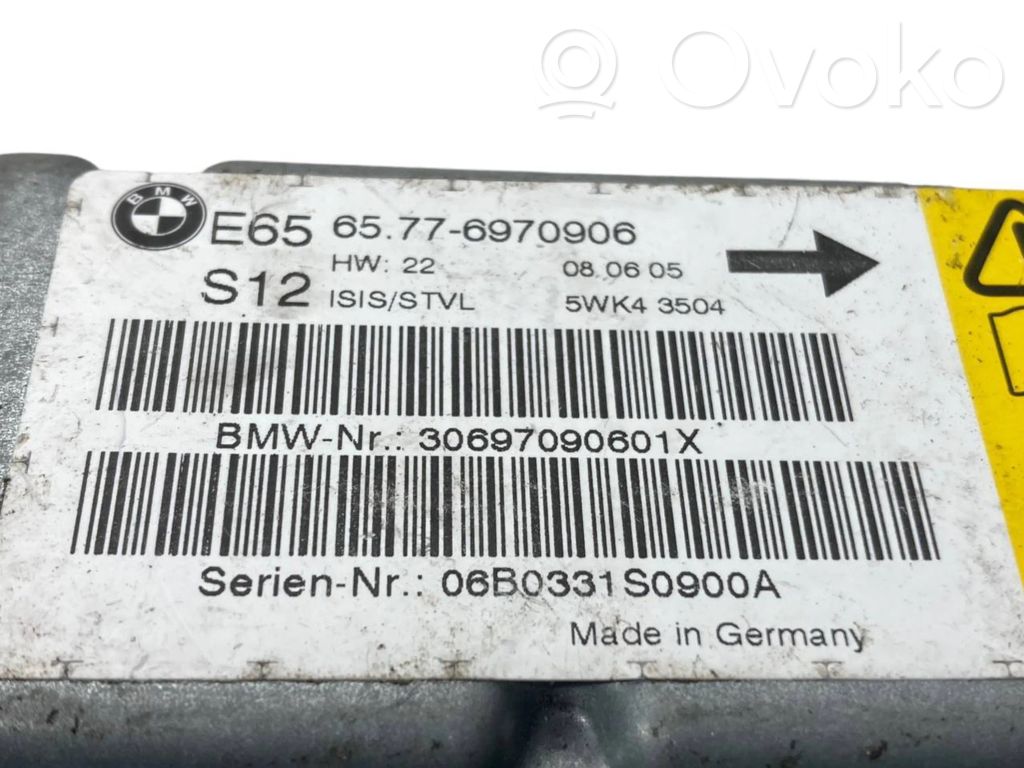 Ovoko
BMW
E65 65.77-6970906
HW: 22 08.06.05
S12 ISIS/STVL 5WK4 3504
BMW-Nr.: 30697090601X
Serien-Nr.: 06B0331S0900A
Made in Germany